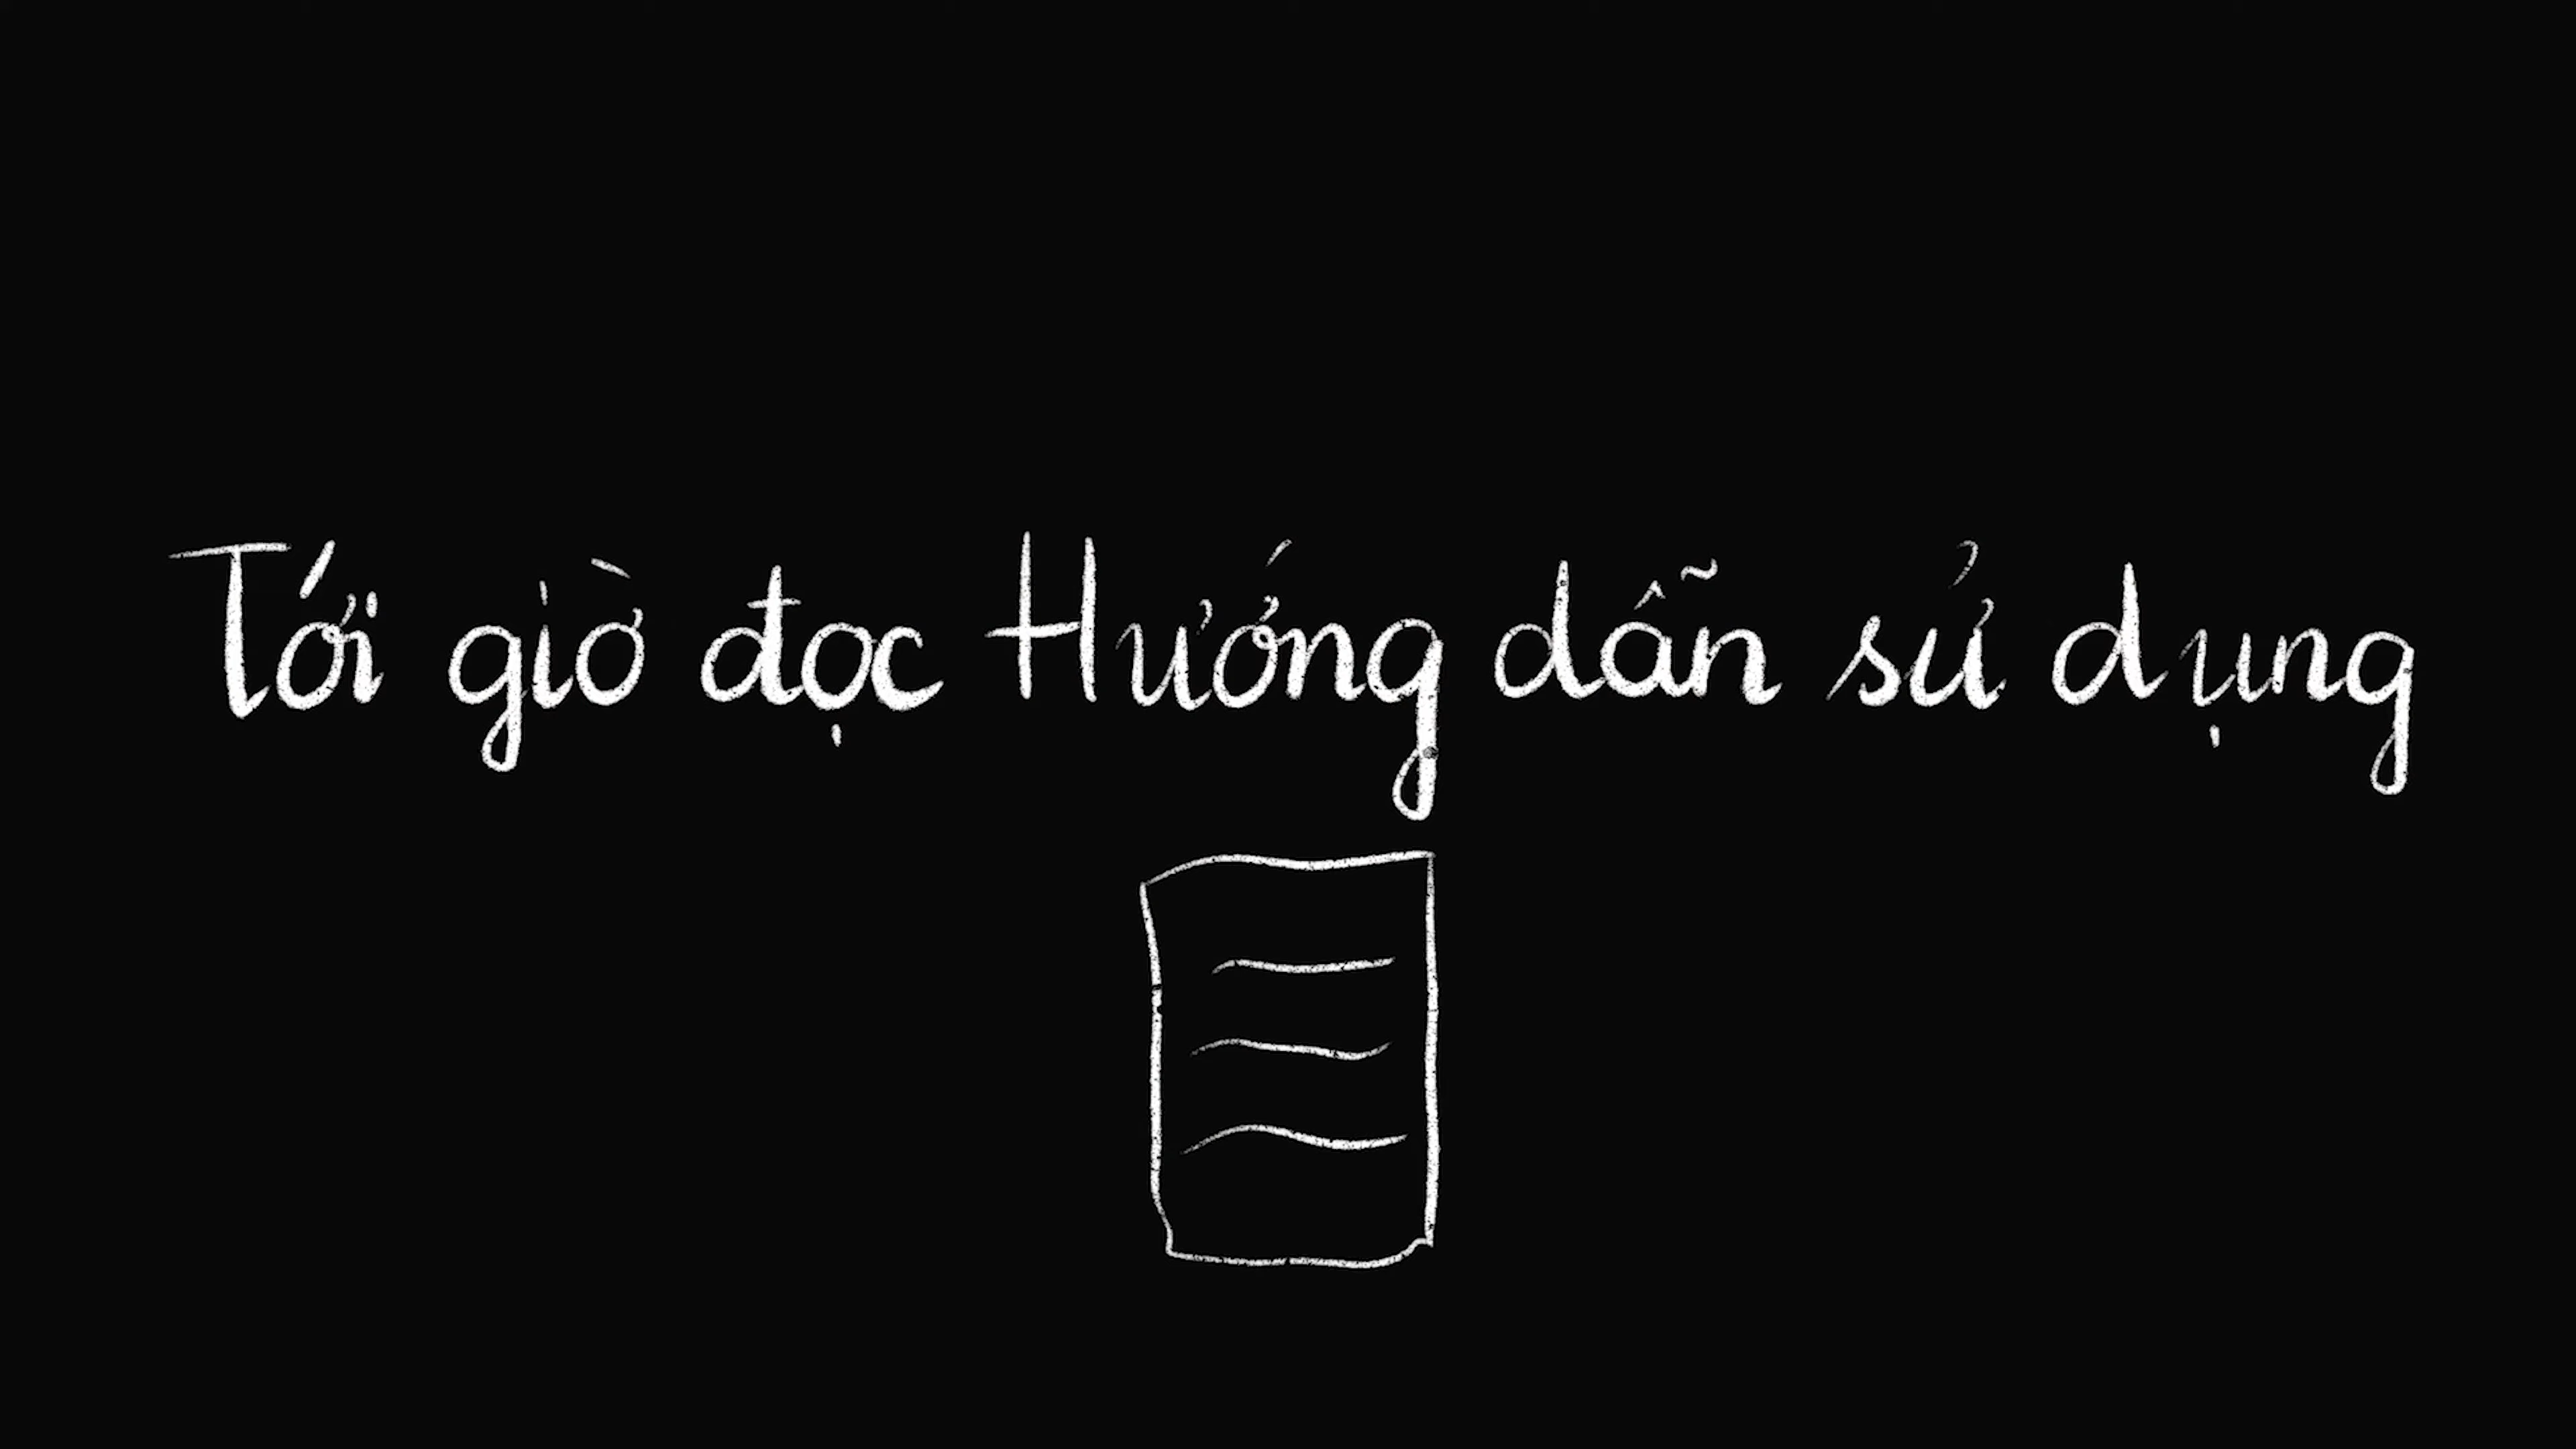 Tới giờ đọc Hướng dẫn sử dụng